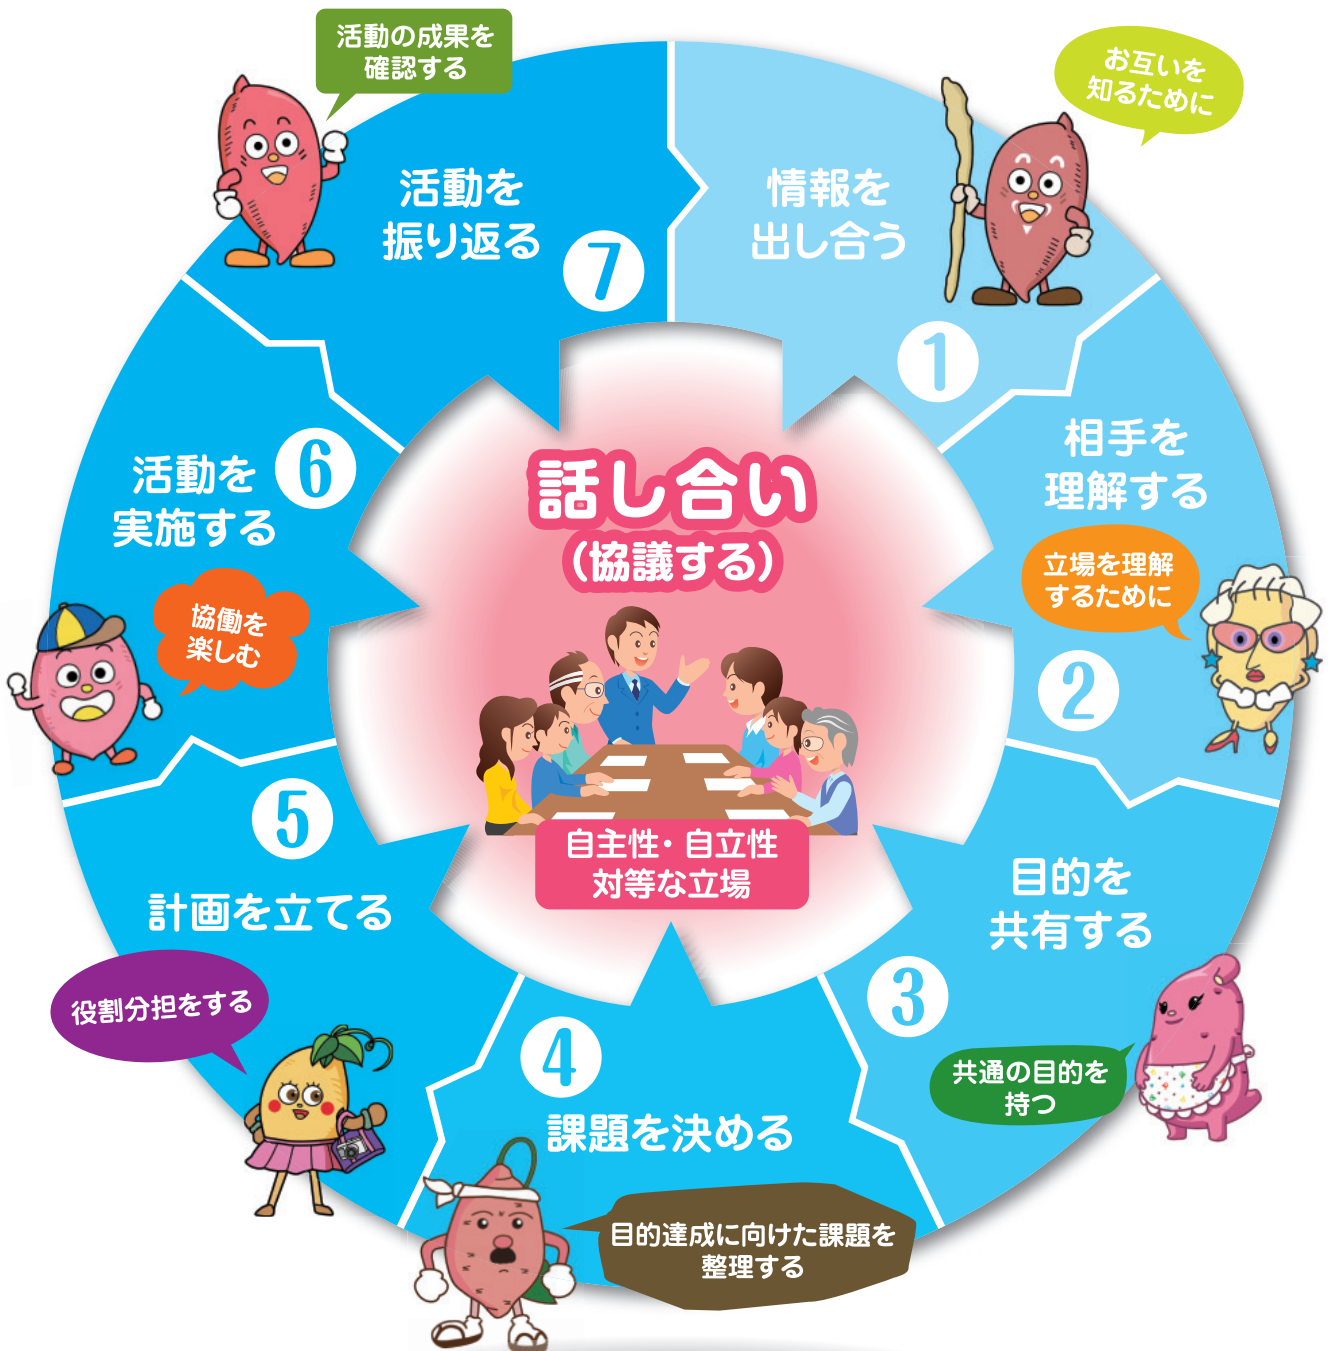 活動の成果を
確認する
お互いを
知るために
情報を
出し合う
1
相手を
理解する
立場を理解
するために
2
目的を
共有する
3
共通の目的を
持つ
4
課題を決める
目的達成に向けた課題を
整理する
5
計画を立てる
役割分担をする
活動を
実施する
6
協働を
楽しむ
活動を
振り返る
7
話し合い
(協議する)
自主性・自立性
対等な立場